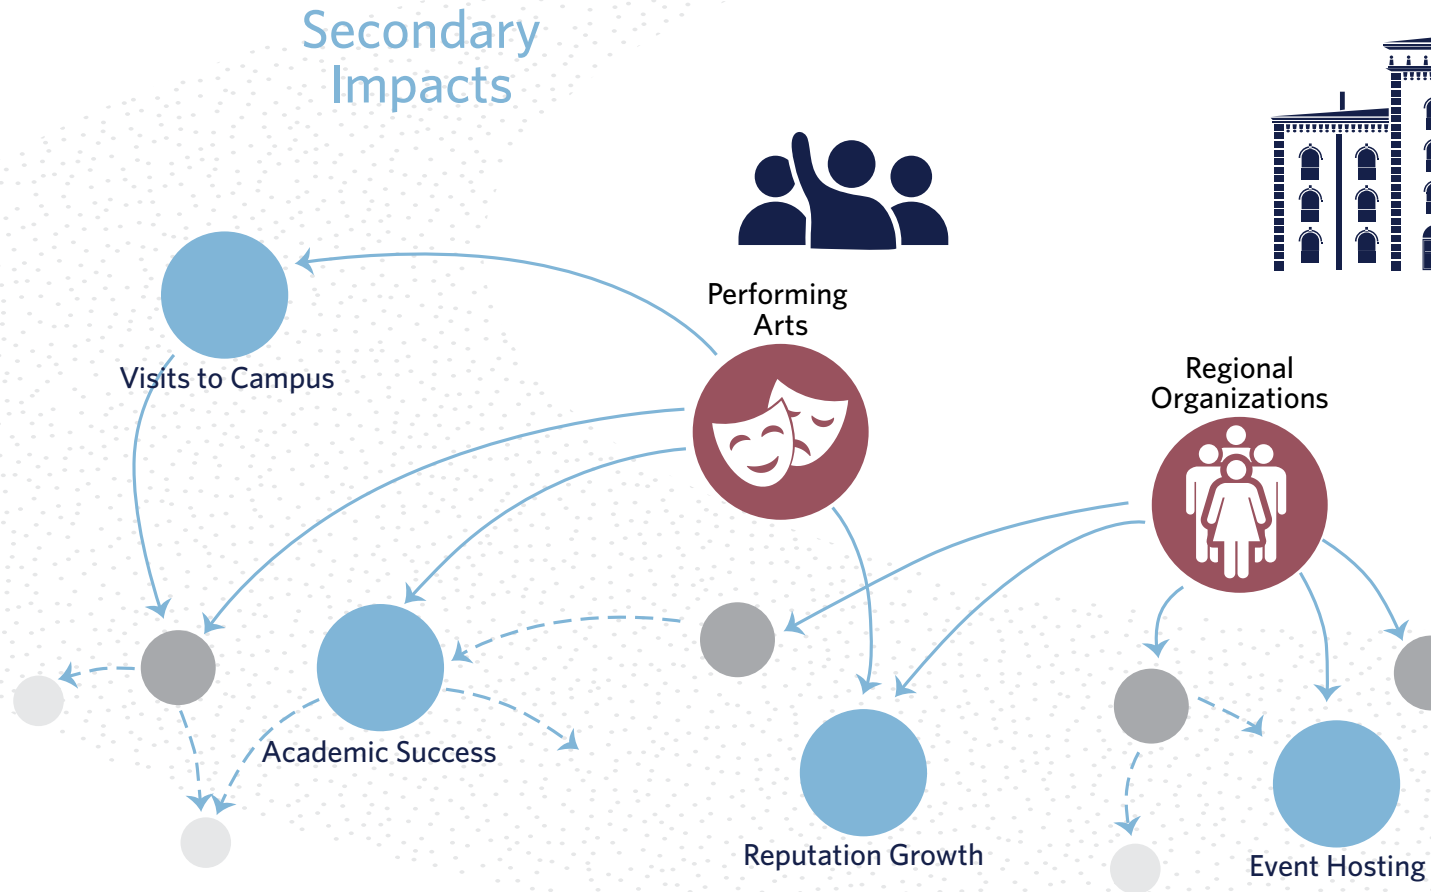 Secondary
Impacts
Performing
Arts
Regional
Organizations
Visits to Campus
Academic Success
Reputation Growth
Event Hosting